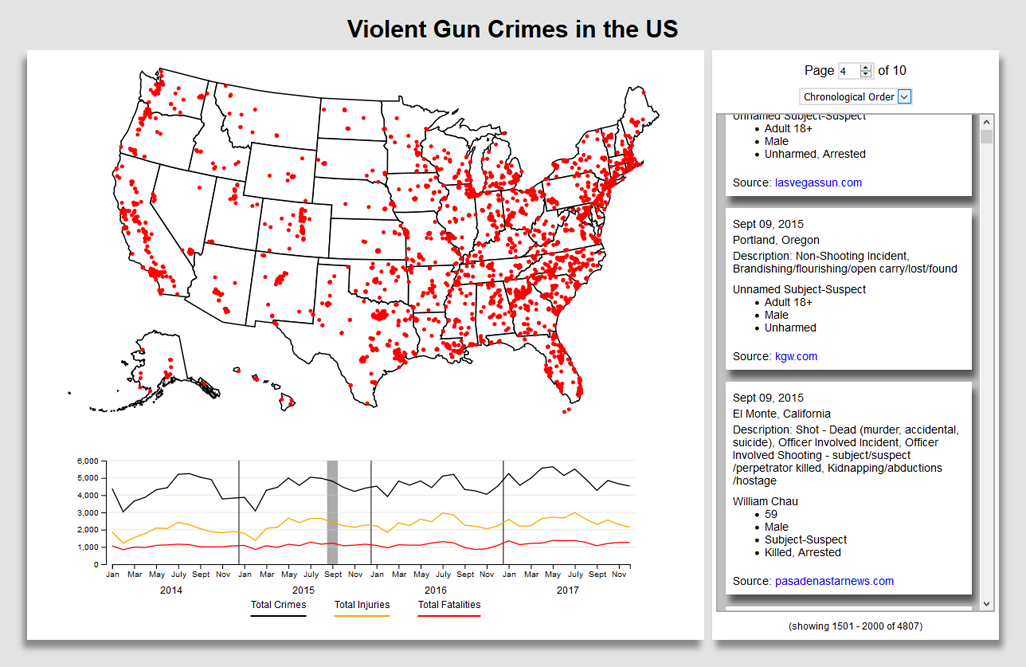 Violent Gun Crimes in the US
Page 4 of 10
Chronological Order
Unnamed Subject-Suspect
• Adult 18+
• Male
• Unharmed, Arrested
Source: lasvegassun.com
Sept 09, 2015
Portland, Oregon
Description: Non-Shooting Incident,
Brandishing/flourishing/open carry/lost/found
Unnamed Subject-Suspect
• Adult 18+
• Male
• Unharmed
Source: kgw.com
Sept 09, 2015
El Monte, California
Description: Shot - Dead (murder, accidental,
suicide), Officer Involved Incident, Officer
Involved Shooting - subject/suspect
/perpetrator killed, Kidnapping/abductions
/hostage
William Chau
• 59
• Male
• Subject-Suspect
• Killed, Arrested
Source: pasadenastarnews.com
(showing 1501 - 2000 of 4807)
6,000
5,000
4,000
3,000
2,000
1,000
0
Jan Mar May July Sept Nov Jan Mar May July Sept Nov Jan Mar May July Sept Nov Jan Mar May July Sept Nov
2014 2015 2016 2017
Total Crimes Total Injuries Total Fatalities